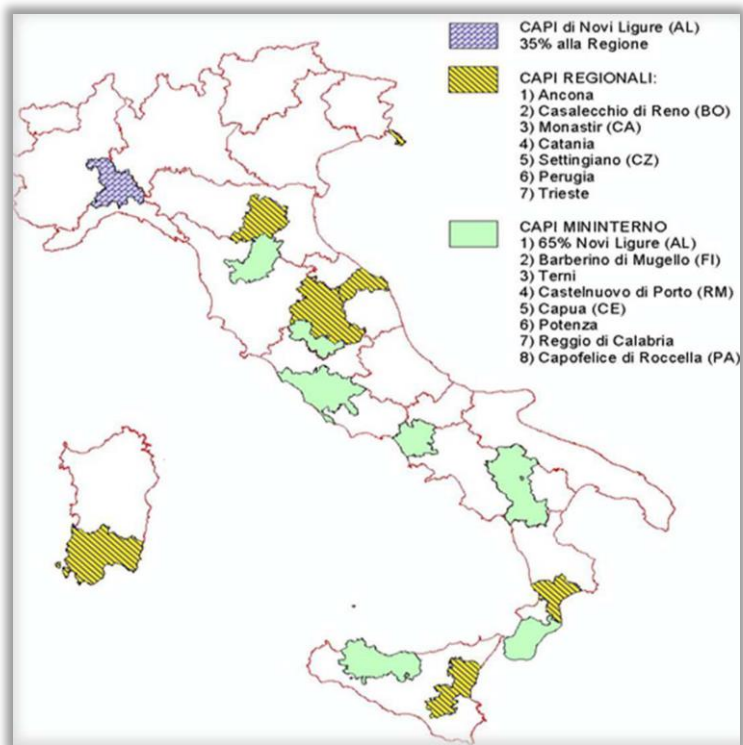 CAPI di Novi Ligure (AL)
35% alla Regione
CAPI REGIONALI:
1) Ancona
2) Casalecchio di Reno (BO)
3) Monastir (CA)
4) Catania
5) Settingiano (CZ)
6) Perugia
7) Trieste
CAPI MININTERNO
1) 65% Novi Ligure (AL)
2) Barberino di Mugello (FI)
3) Terni
4) Castelnuovo di Porto (RM)
5) Capua (CE)
6) Potenza
7) Reggio di Calabria
8) Capofelice di Roccella (PA)